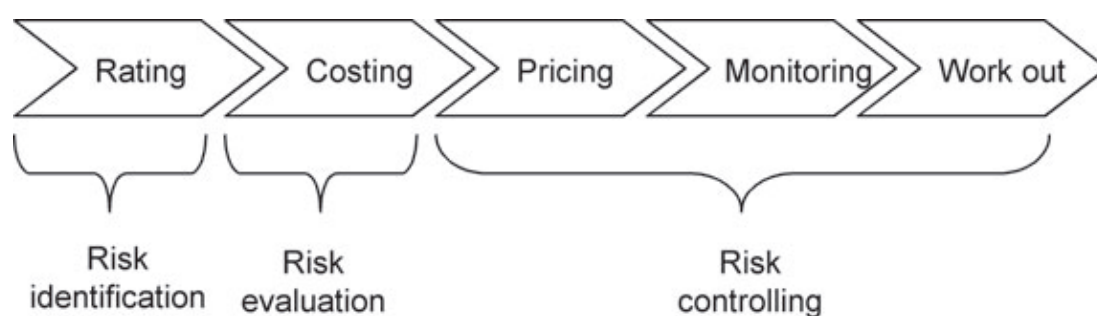 Rating
Costing
Pricing
Monitoring
Work out
Risk
identification
Risk
evaluation
Risk
controlling